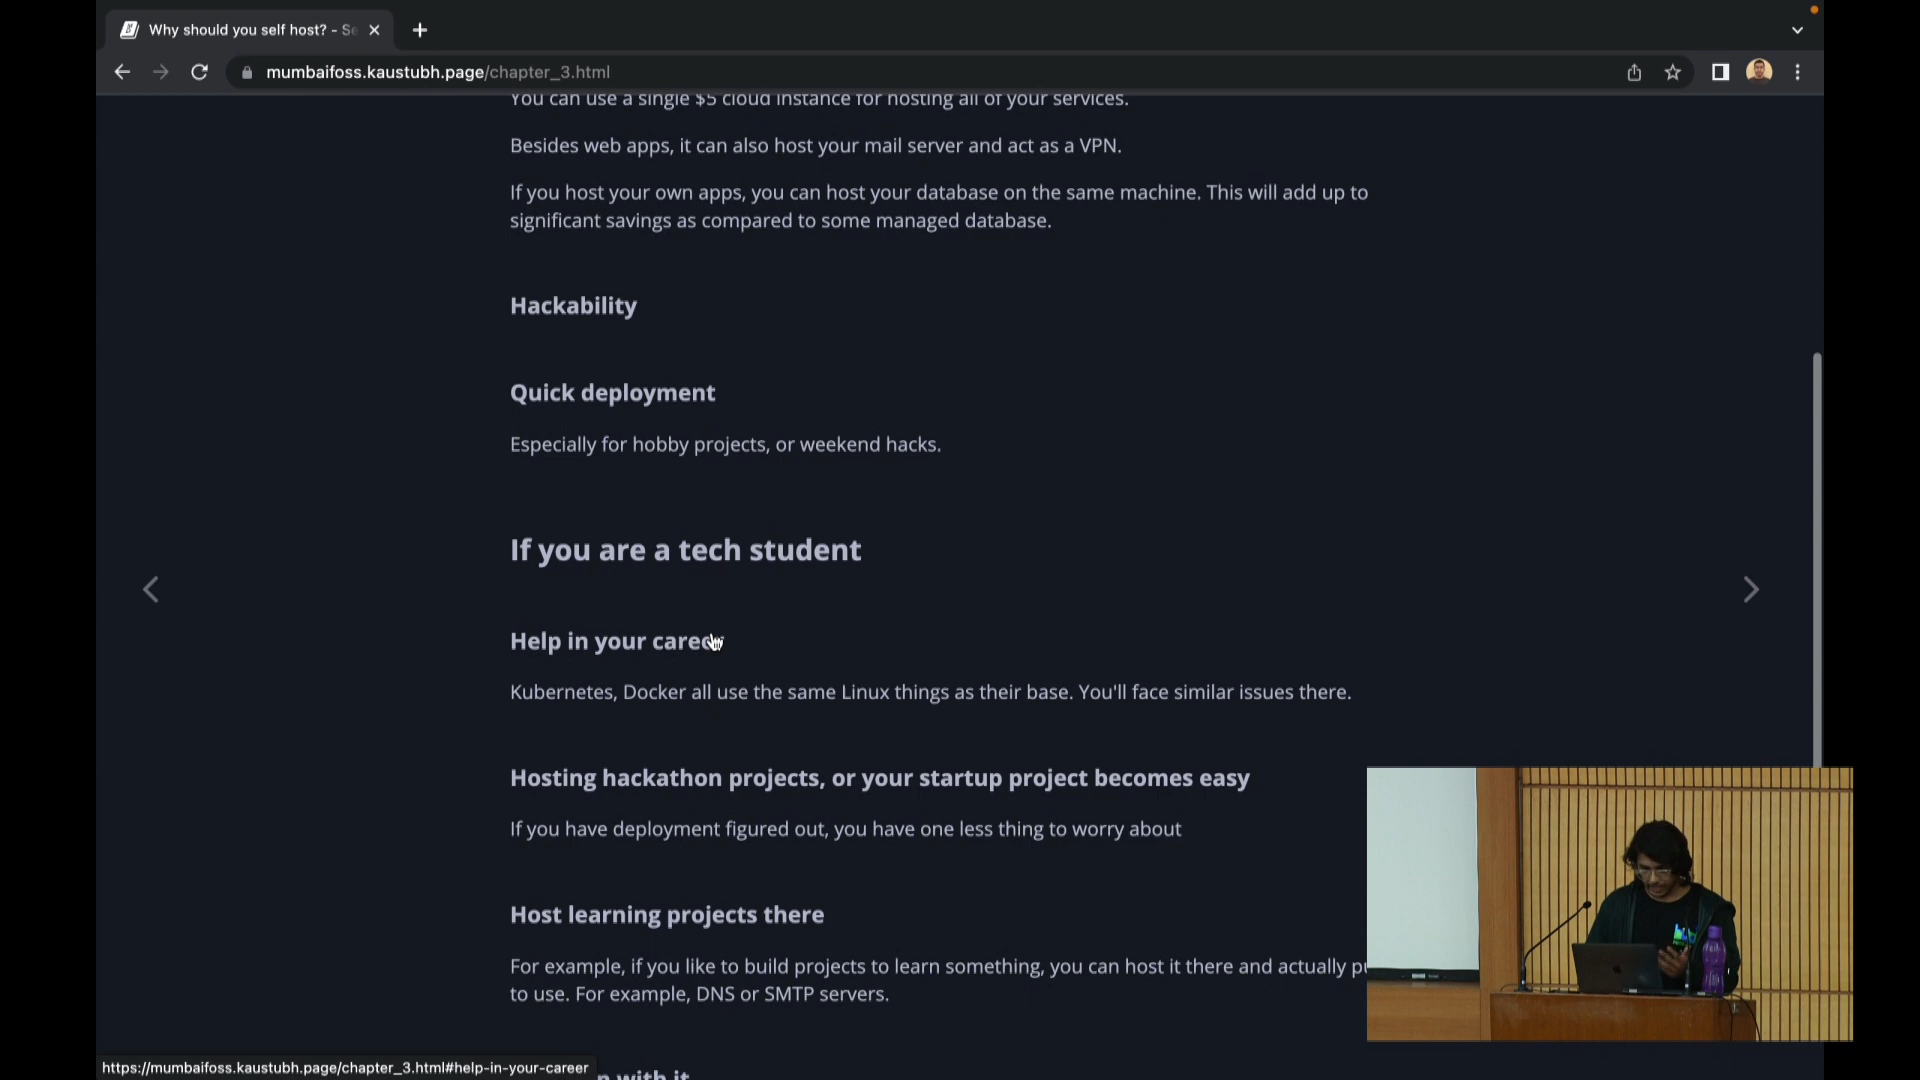 Why should you self host? - Se
mumbaifoss.kaustubh.page/chapter_3.html
You can use a single $5 cloud instance for hosting all of your services.
Besides web apps, it can also host your mail server and act as a VPN.
If you host your own apps, you can host your database on the same machine. This will add up to
significant savings as compared to some managed database.
Hackability
Quick deployment
Especially for hobby projects, or weekend hacks.
If you are a tech student
Help in your career
Kubernetes, Docker all use the same Linux things as their base. You'll face similar issues there.
Hosting hackathon projects, or your startup project becomes easy
If you have deployment figured out, you have one less thing to worry about
Host learning projects there
For example, if you like to build projects to learn something, you can host it there and actually
to use. For example, DNS or SMTP servers.
with it
https://mumbaifoss.kaustubh.page/chapter_3.html#help-in-your-career